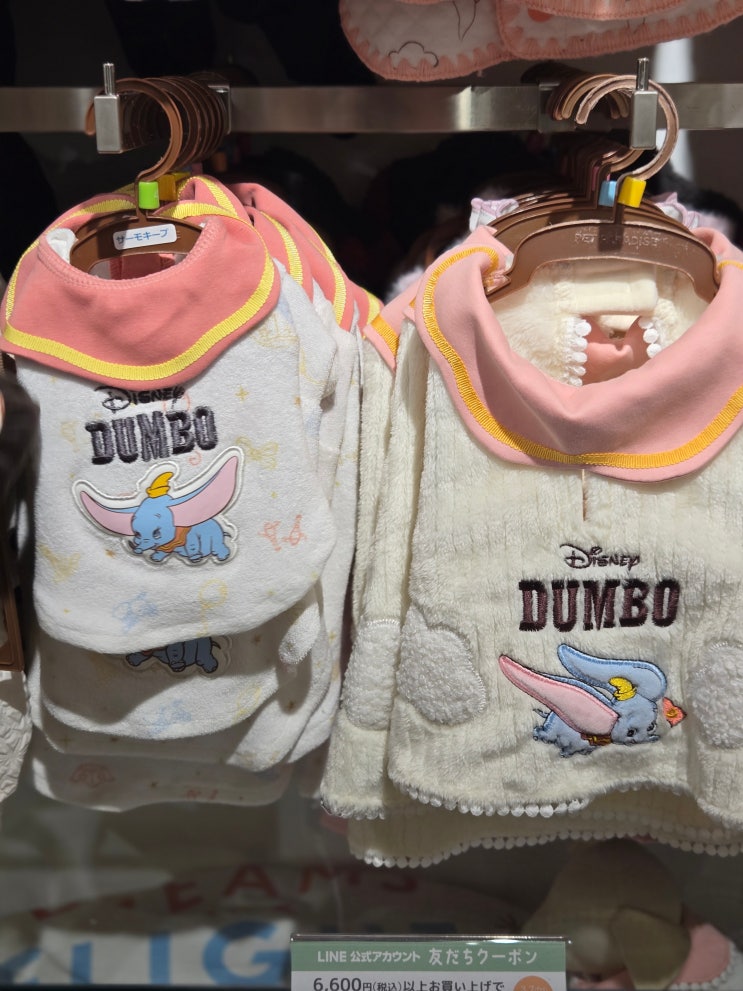 サーモキープ
PET PARADISE
Disney
DUMBO
Disney
DUMBO
LINE 公式アカウント 友だちクーポン
6,600円(税込)以上お買い上げで